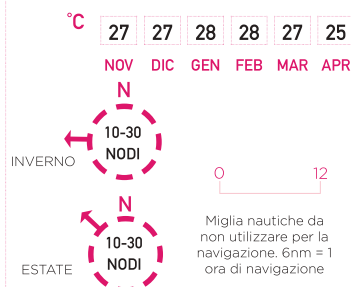 °C
27 27 28 28 27 25
NOV DIC GEN FEB MAR APR
N
10-30
NODI
INVERNO
0 12
N
10-30
NODI
ESTATE
Miglia nautiche da
non utilizzare per la
navigazione. 6nm = 1
ora di navigazione